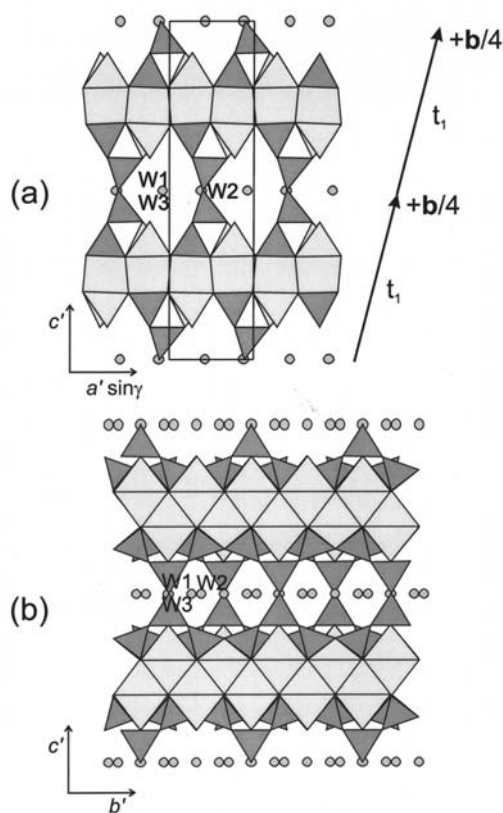 +b/4
t₁
W1
W3
W2
(a)
+b/4
t₁
c'
a' sinγ
W1 W2
W3
(b)
c'
b'